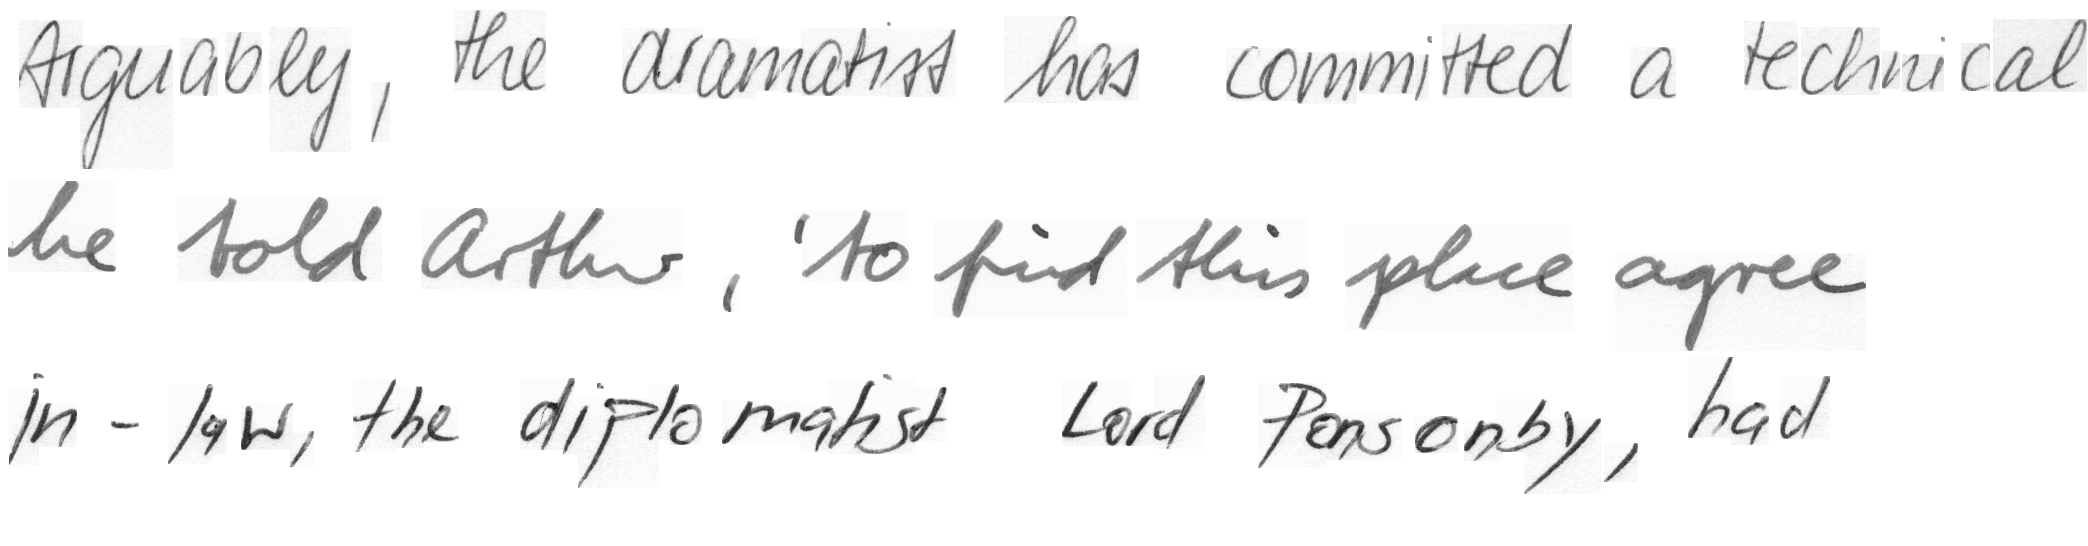 Arguably, the dramatist has committed a technical
he told Arthur, 'to find this place agree
in-law, the diplomatist Lord Ponsonby, had